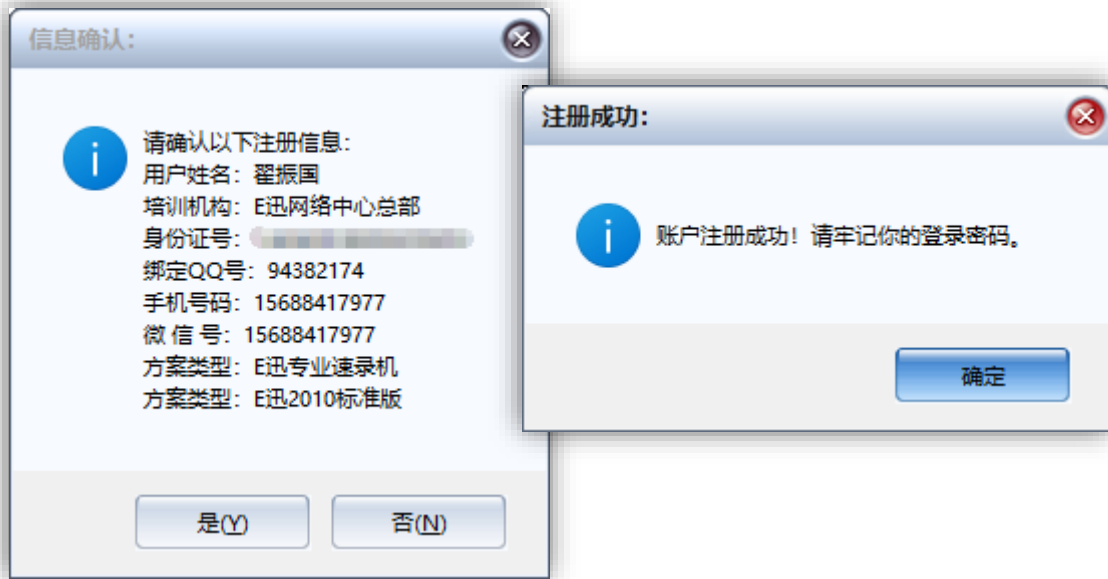 信息确认：
请确认以下注册信息：
用户姓名：翟振国
培训机构：E迅网络中心总部
身份证号：
绑定QQ号：94382174
手机号码：15688417977
微 信 号：15688417977
方案类型：E迅专业速录机
方案类型：E迅2010标准版
是(Y)
否(N)
注册成功：
账户注册成功！请牢记你的登录密码。
确定